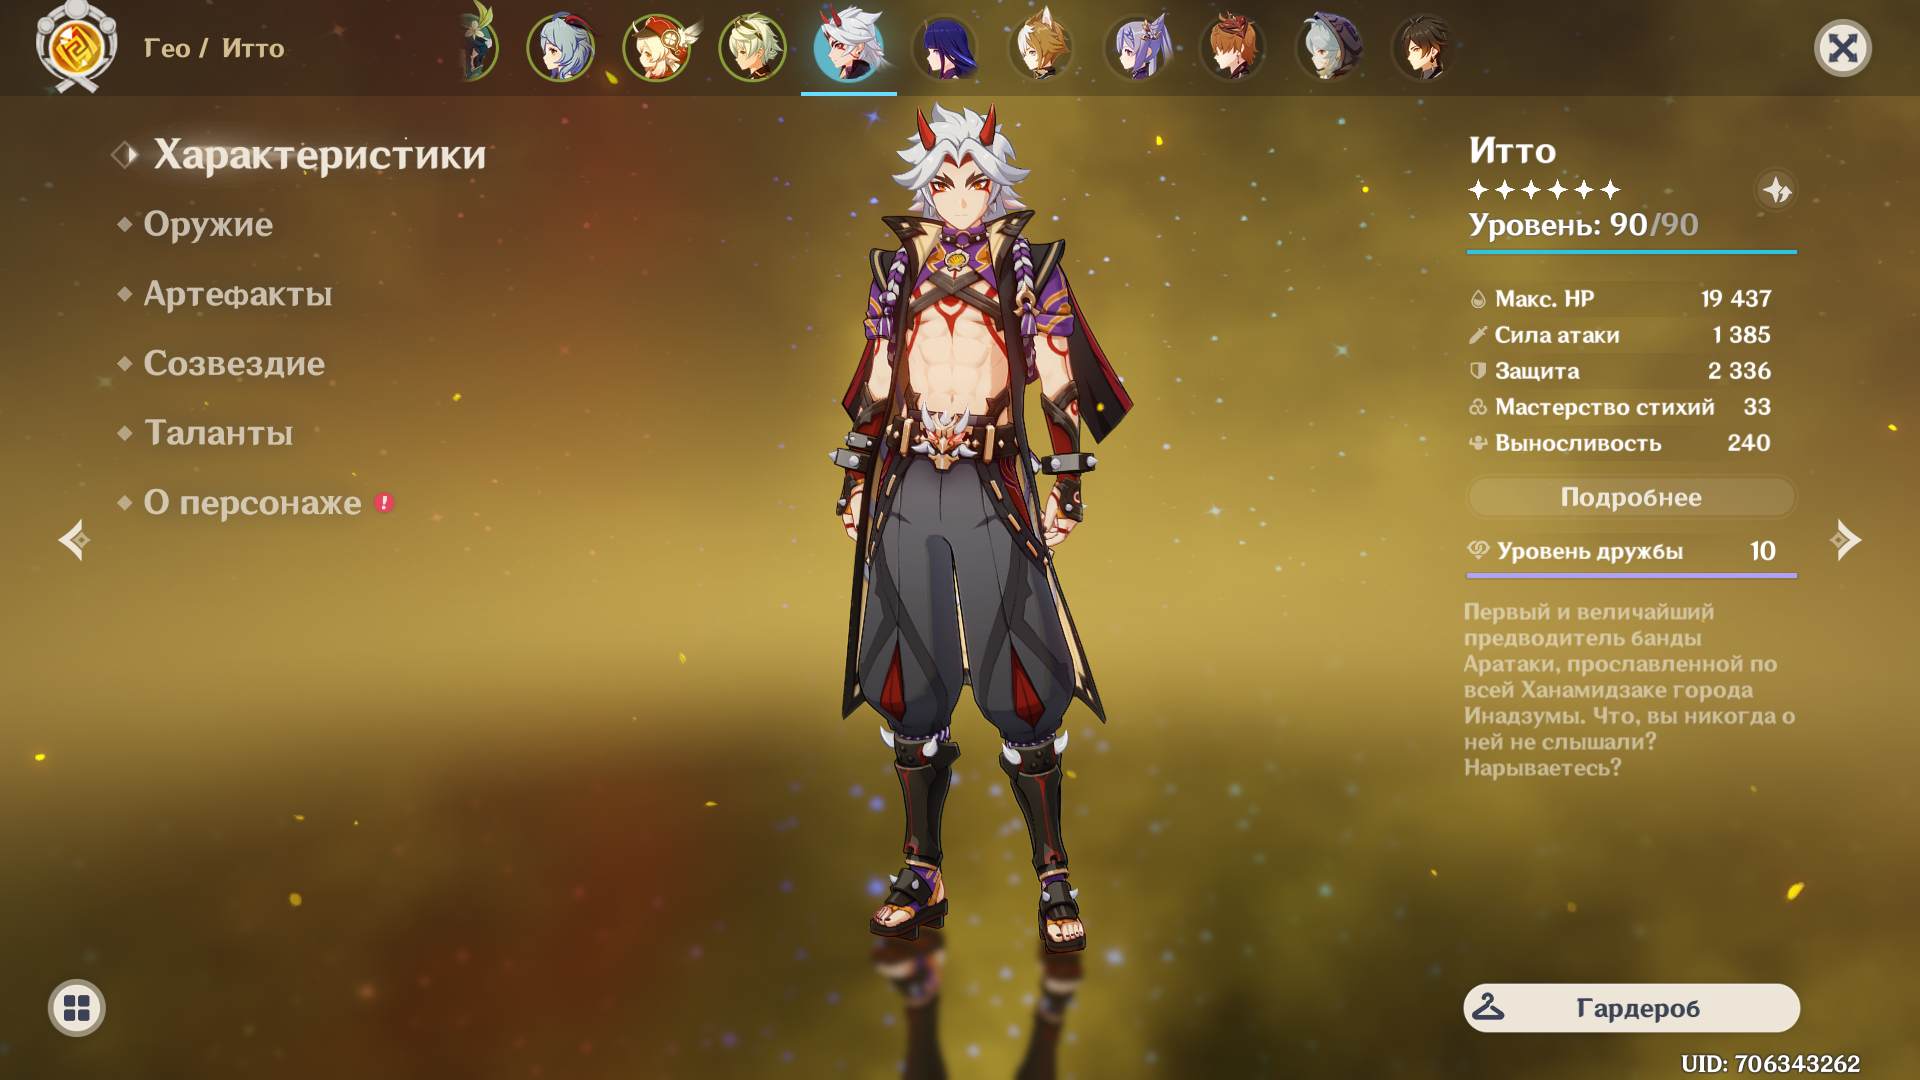 Гео / Итто
Характеристики
Оружие
Артефакты
Созвездие
Таланты
О персонаже
Итто
Уровень: 90/90
Макс. HP 19 437
Сила атаки 1 385
Защита 2 336
Мастерство стихий 33
Выносливость 240
Подробнее
Уровень дружбы 10
Первый и величайший
предводитель банды
Аратаки, прославленной по
всей Ханамидзаке города
Инадзумы. Что, вы никогда о
ней не слышали?
Нарываетесь?
Гардероб
UID: 706343262